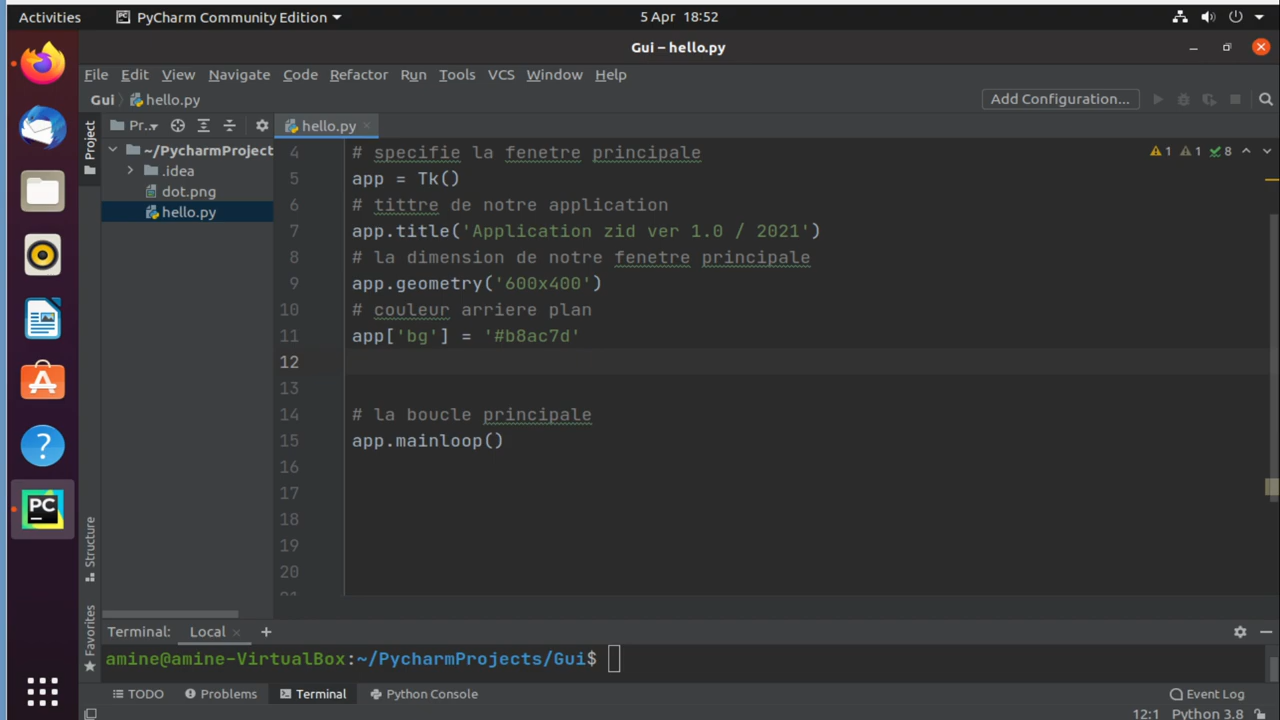 Activities
PyCharm Community Edition
5 Apr 18:52
Gui – hello.py
File Edit View Navigate Code Refactor Run Tools VCS Window Help
Gui hello.py
Add Configuration...
Project
Pr..
hello.py
~/PycharmProject
.idea
dot.png
hello.py
4 # specifie la fenetre principale
5 app = Tk()
6 # tittre de notre application
7 app.title('Application zid ver 1.0 / 2021')
8 # la dimension de notre fenetre principale
9 app.geometry('600x400')
10 # couleur arriere plan
11 app['bg'] = '#b8ac7d'
12
13
14 # la boucle principale
15 app.mainloop()
16
17
18
19
20
1 1 8
PC
Structure
Favorites
Terminal: Local
amine@amine-VirtualBox:~/PycharmProjects/Gui$
TODO Problems Terminal Python Console Event Log
12:1 Python 3.8